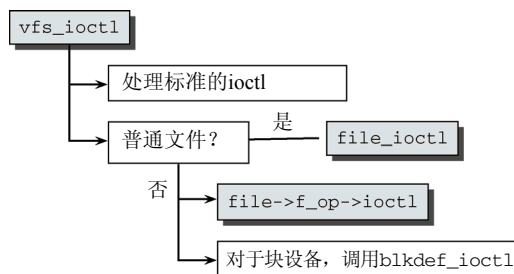 vfs_ioctl
处理标准的ioctl
普通文件？
是
file_ioctl
否
file->f_op->ioctl
对于块设备，调用blkdef_ioctl